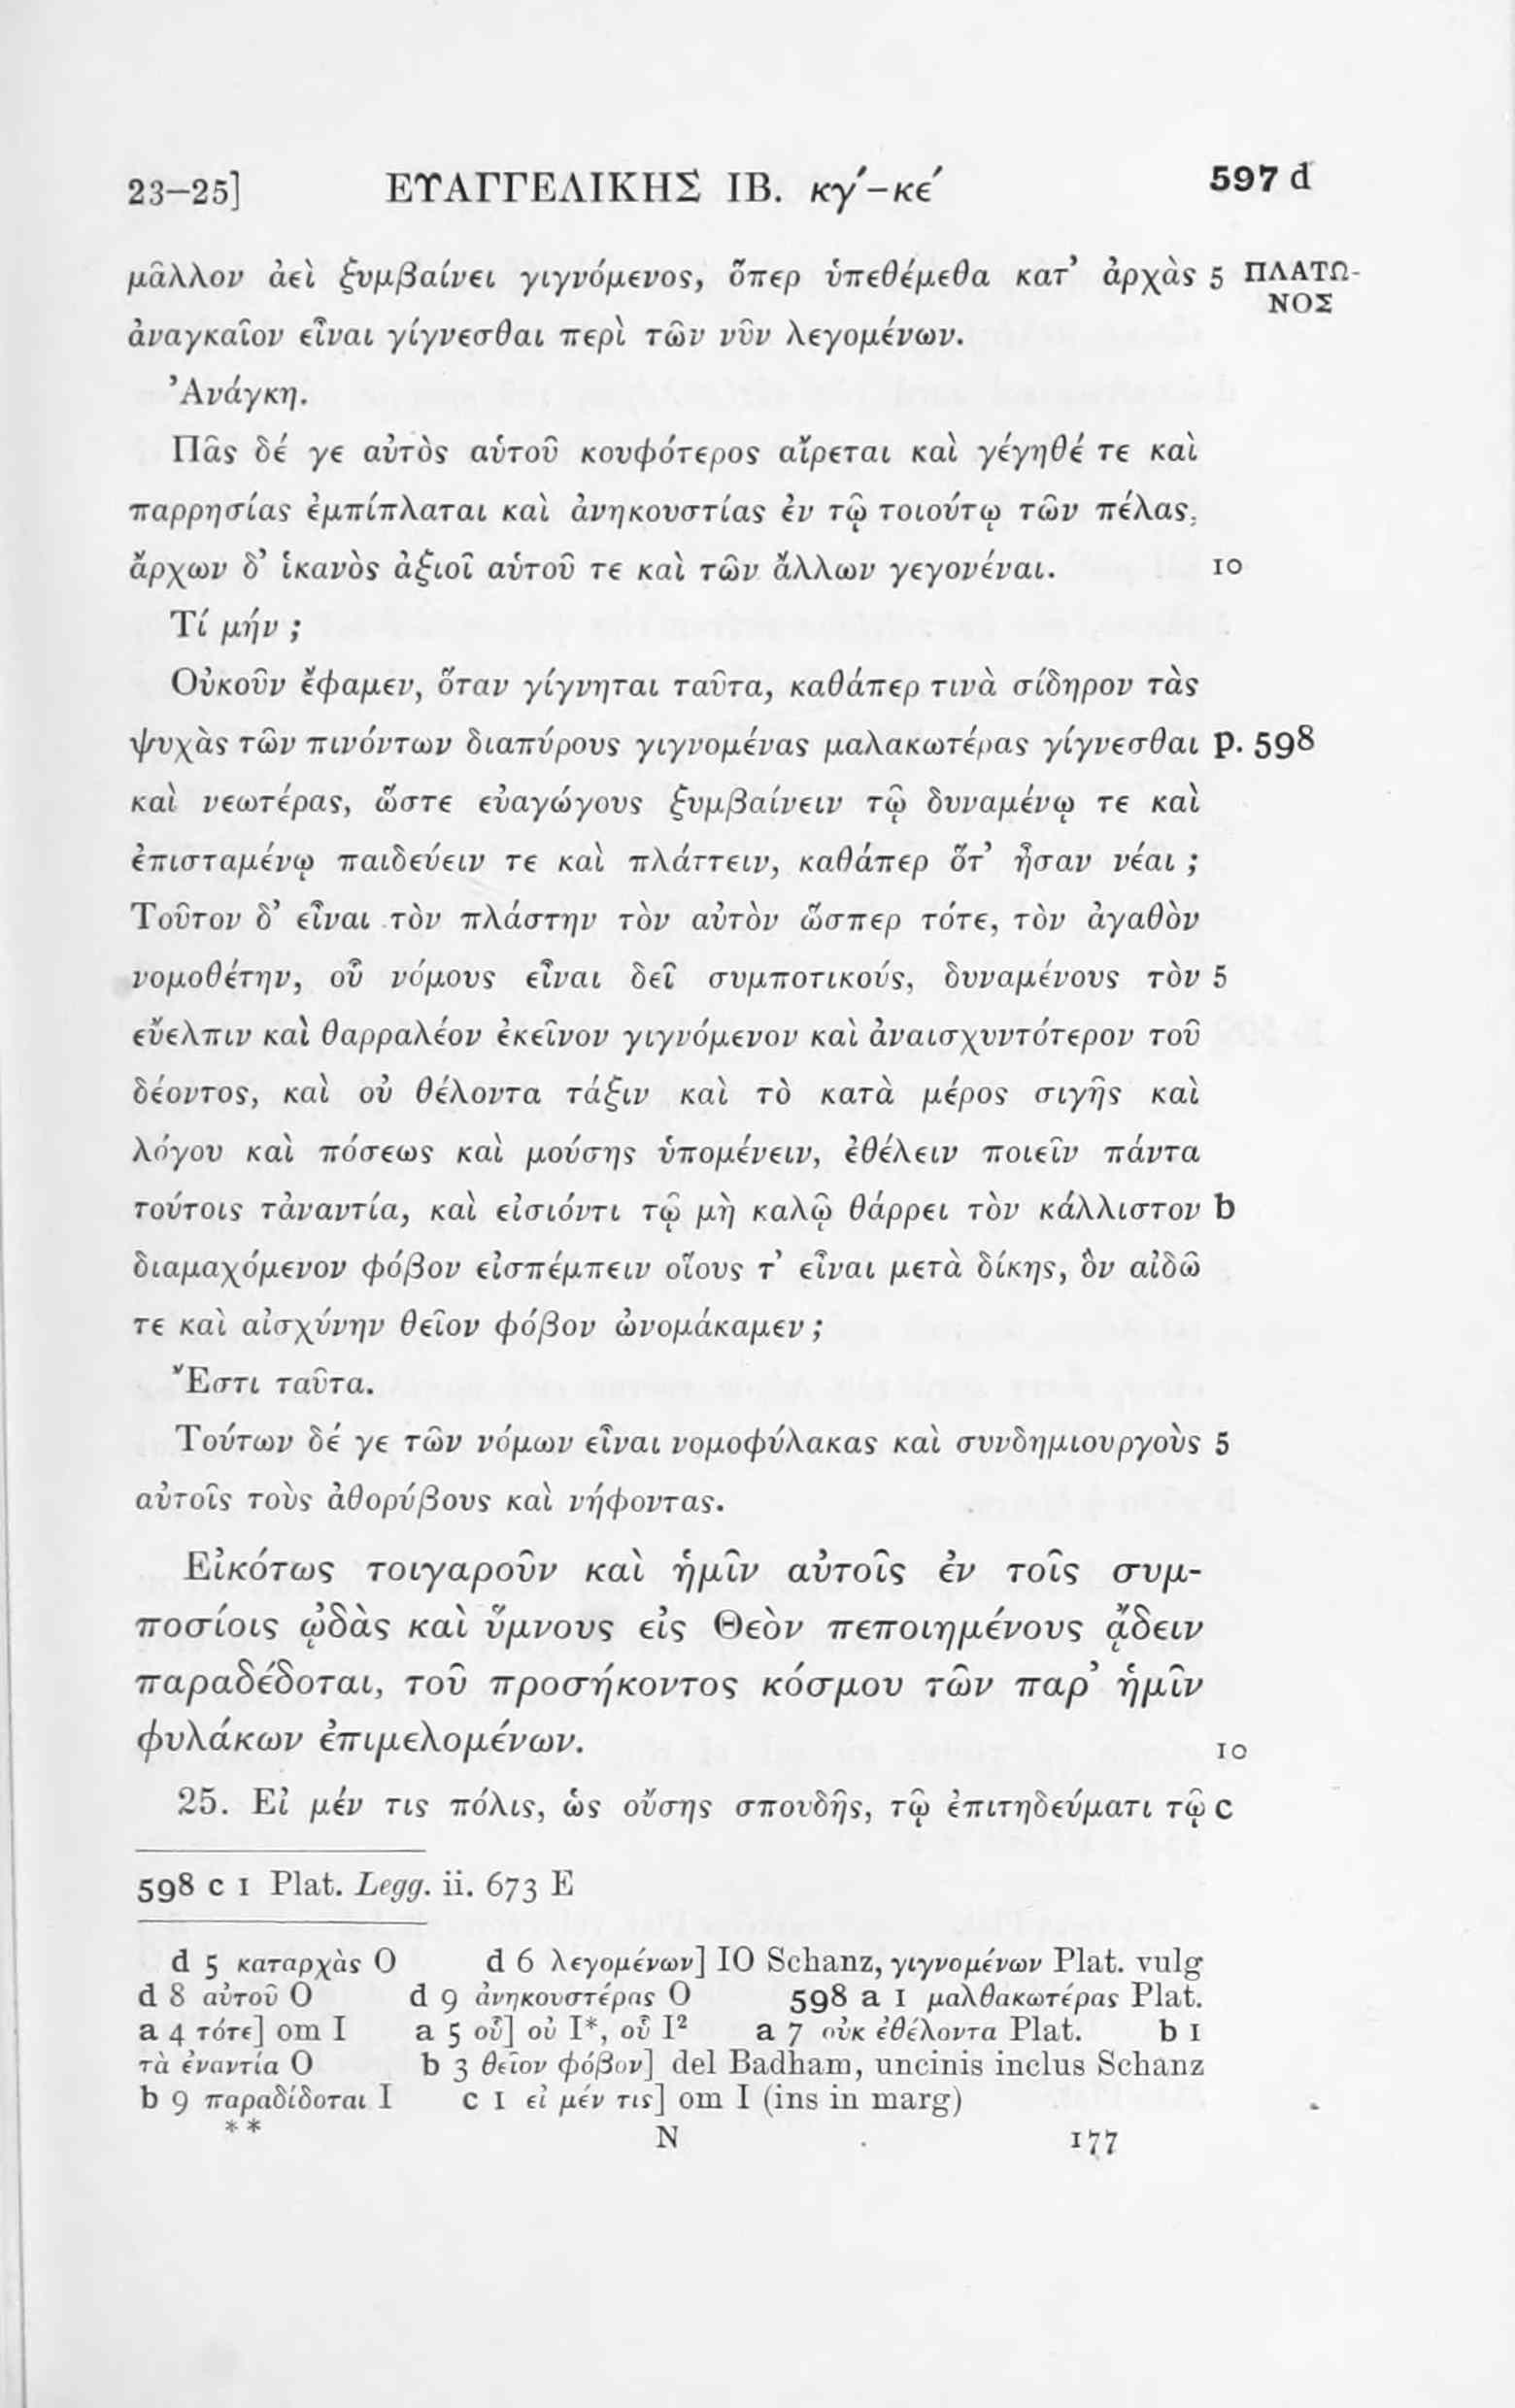 23–25] ΕΥΑΓΓΕΛΙΚΗΣ ΙΒ. κγ´–κε´ 597 d
μᾶλλον ἀεὶ ξυμβαίνει γιγνόμενος, ὅπερ ὑπεθέμεθα κατ’ ἀρχὰς 5 ΠΛΑΤΩ-
ΝΟΣ
ἀναγκαῖον εἶναι γίγνεσθαι περὶ τῶν νῦν λεγομένων.
Ἀνάγκη.
Πᾶς δέ γε αὐτὸς αὑτοῦ κουφότερος αἴρεται καὶ γέγηθέ τε καὶ
παρρησίας ἐμπίπλαται καὶ ἀνηκουστίας ἐν τῷ τοιούτῳ τῶν πέλας,
ἄρχων δ’ ἱκανὸς ἀξιοῖ αὑτοῦ τε καὶ τῶν ἄλλων γεγονέναι. 10
Τί μήν ;
Οὐκοῦν ἔφαμεν, ὅταν γίγνηται ταῦτα, καθάπερ τινὰ σίδηρον τὰς
ψυχὰς τῶν πινόντων διαπύρους γιγνομένας μαλακωτέρας γίγνεσθαι p. 598
καὶ νεωτέρας, ὥστε εὐαγώγους ξυμβαίνειν τῷ δυναμένῳ τε καὶ
ἐπισταμένῳ παιδεύειν τε καὶ πλάττειν, καθάπερ ὅτ’ ἦσαν νέαι ;
Τοῦτον δ’ εἶναι τὸν πλάστην τὸν αὐτὸν ὥσπερ τότε, τὸν ἀγαθὸν
νομοθέτην, οὗ νόμους εἶναι δεῖ συμποτικούς, δυναμένους τὸν 5
εὔελπιν καὶ θαρραλέον ἐκεῖνον γιγνόμενον καὶ ἀναισχυντότερον τοῦ
δέοντος, καὶ οὐ θέλοντα τάξιν καὶ τὸ κατὰ μέρος σιγῆς καὶ
λόγου καὶ πόσεως καὶ μούσης ὑπομένειν, ἐθέλειν ποιεῖν πάντα
τούτοις τἀναντία, καὶ εἰσιόντι τῷ μὴ καλῷ θάρρει τὸν κάλλιστον b
διαμαχόμενον φόβον εἰσπέμπειν οἵους τ’ εἶναι μετὰ δίκης, ὃν αἰδῶ
τε καὶ αἰσχύνην θεῖον φόβον ὠνομάκαμεν ;
Ἔστι ταῦτα.
Τούτων δέ γε τῶν νόμων εἶναι νομοφύλακας καὶ συνδημιουργοὺς 5
αὐτοῖς τοὺς ἀθορύβους καὶ νήφοντας.
Εἰκότως τοιγαροῦν καὶ ἡμῖν αὐτοῖς ἐν τοῖς συμ-
ποσίοις ᾠδὰς καὶ ὕμνους εἰς Θεὸν πεποιημένους ᾄδειν
παραδέδοται, τοῦ προσήκοντος κόσμου τῶν παρ’ ἡμῖν
φυλάκων ἐπιμελομένων. 10
25. Εἰ μέν τις πόλις, ὡς οὔσης σπουδῆς, τῷ ἐπιτηδεύματι τῷ c
598 c 1 Plat. Legg. ii. 673 E
d 5 καταρχὰς O d 6 λεγομένων] IO Schanz, γιγνομένων Plat. vulg
d 8 αὐτοῦ O d 9 ἀνηκουστέρας O 598 a 1 μαλθακωτέρας Plat.
a 4 τότε] om I a 5 οὗ] οὐ I*, οὗ I² a 7 οὐκ ἐθέλοντα Plat. b 1
τὰ ἐναντία O b 3 θεῖον φόβον] del Badham, uncinis inclus Schanz
b 9 παραδίδοται I c 1 εἰ μέν τις] om I (ins in marg)
** N 177